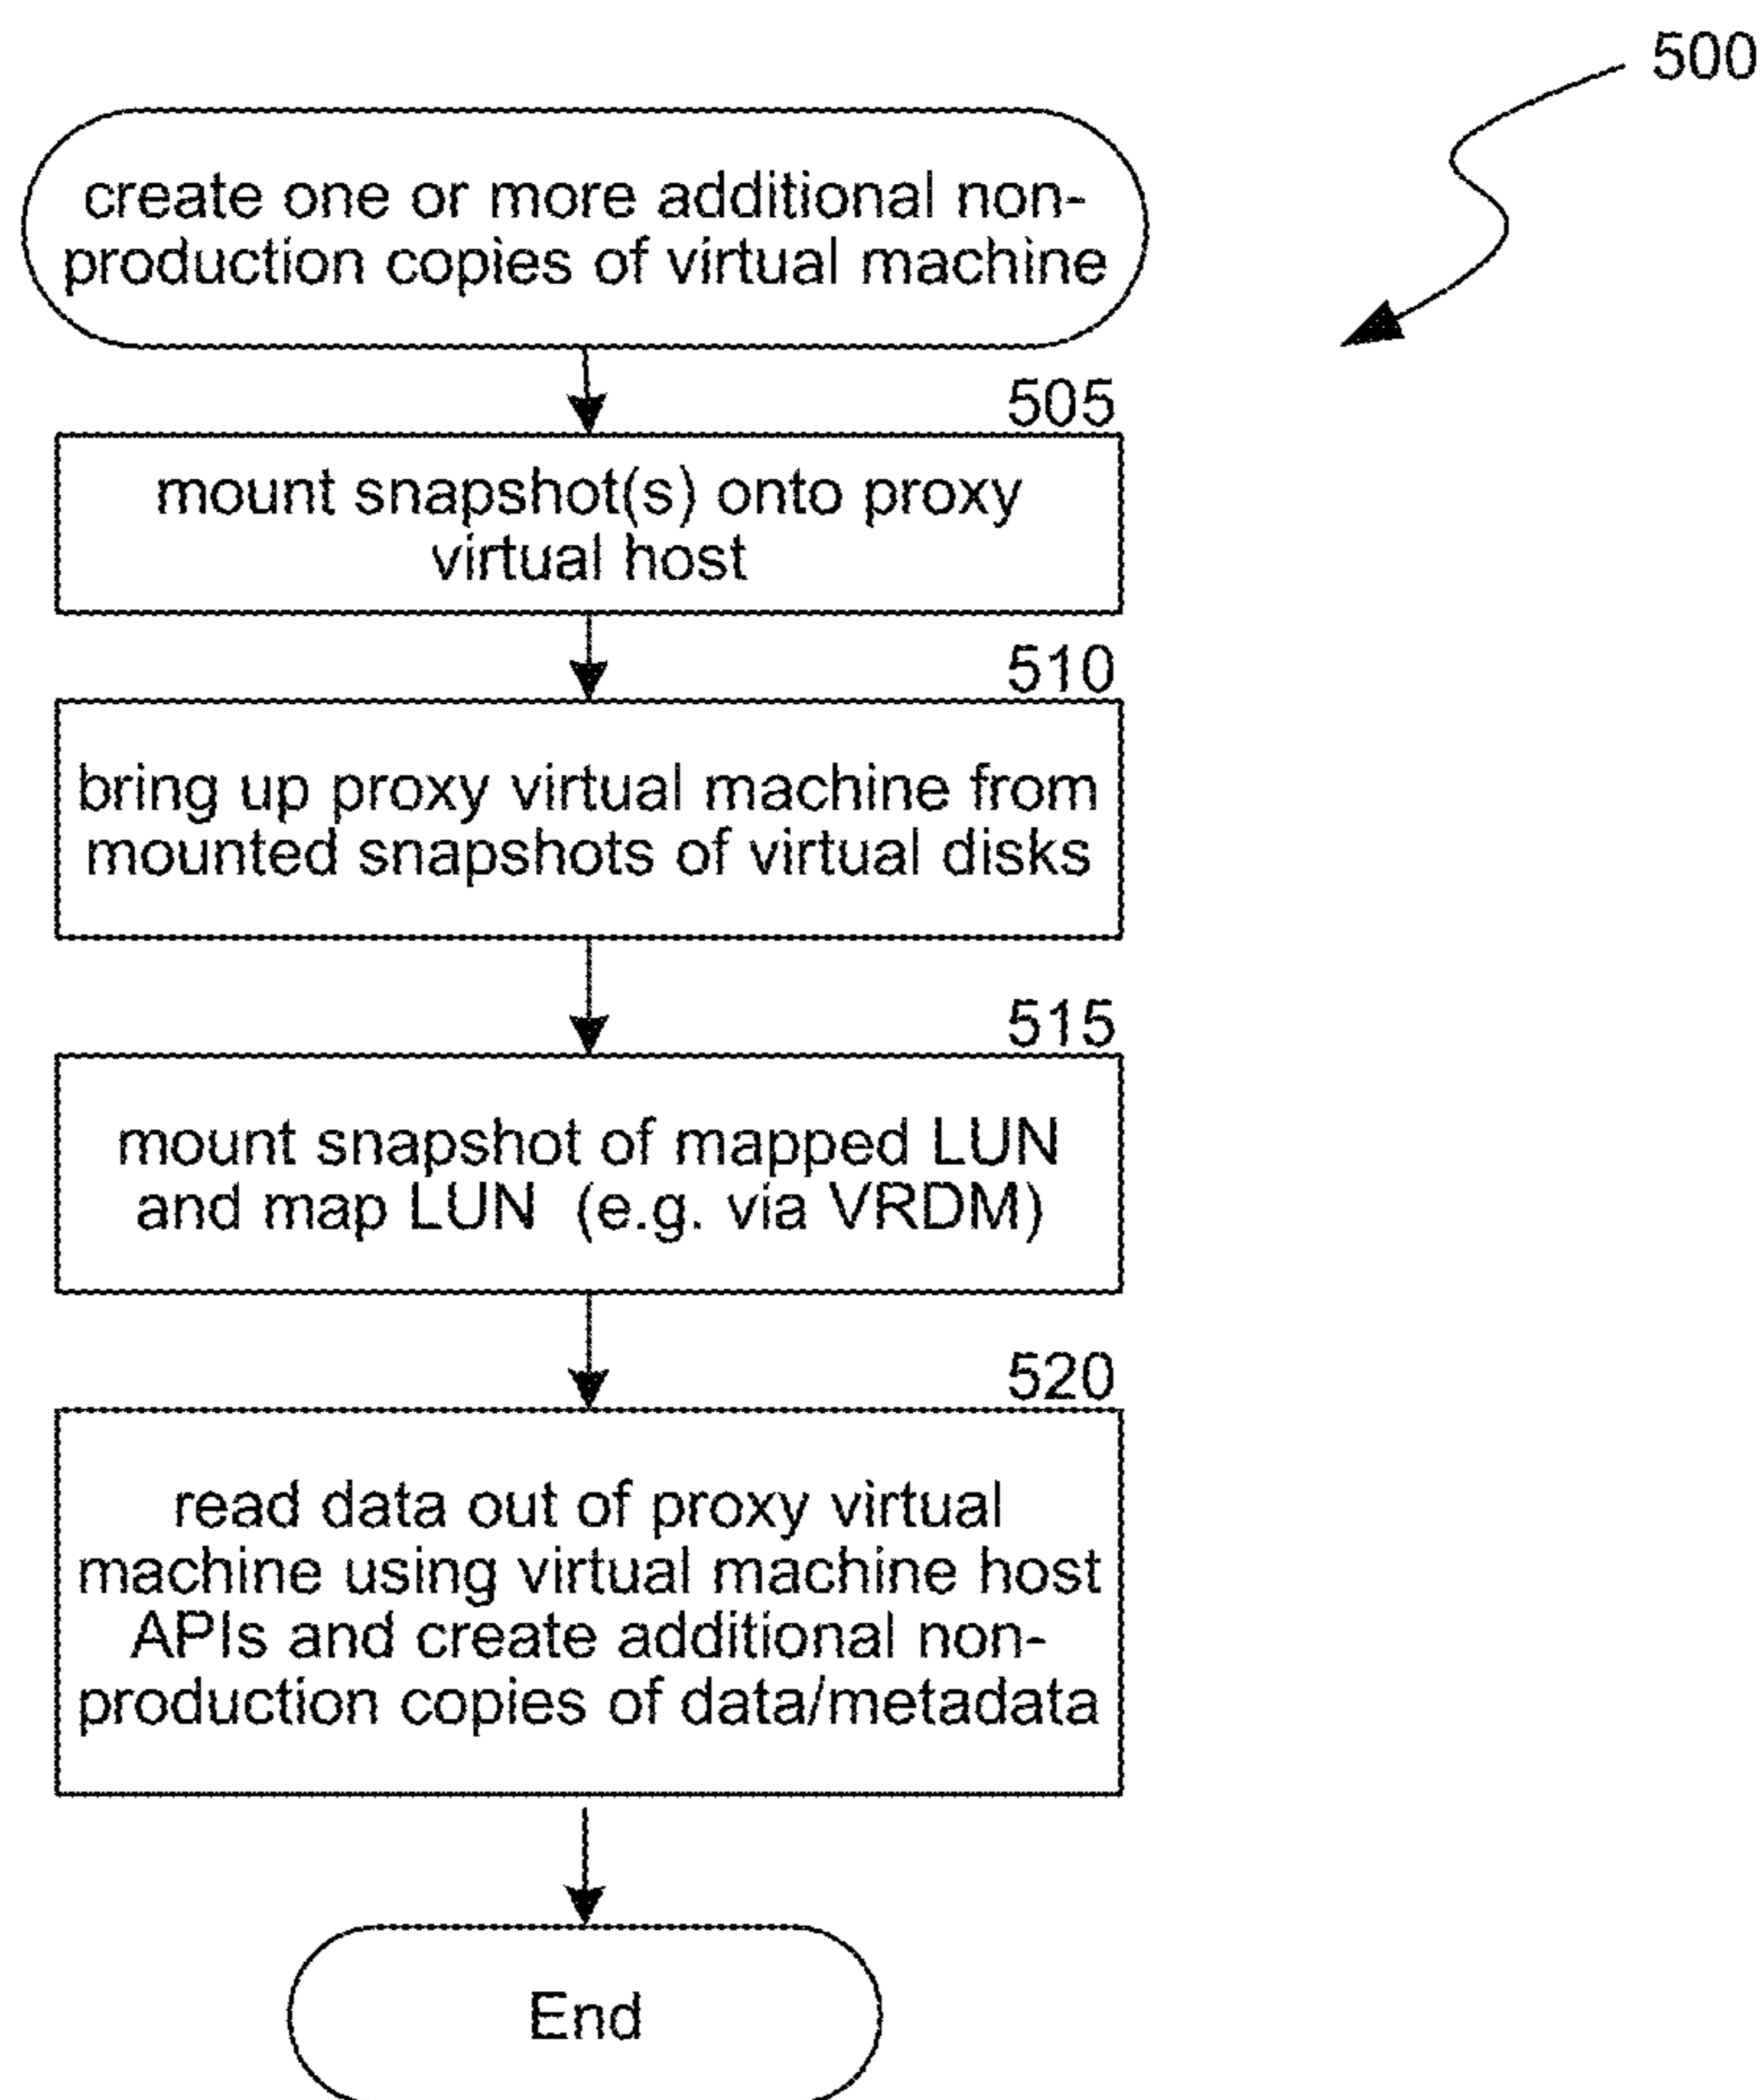 500
create one or more additional non-
production copies of virtual machine
505
mount snapshot(s) onto proxy
virtual host
510
bring up proxy virtual machine from
mounted snapshots of virtual disks
515
mount snapshot of mapped LUN
and map LUN (e.g. via VRDM)
520
read data out of proxy virtual
machine using virtual machine host
APIs and create additional non-
production copies of data/metadata
End